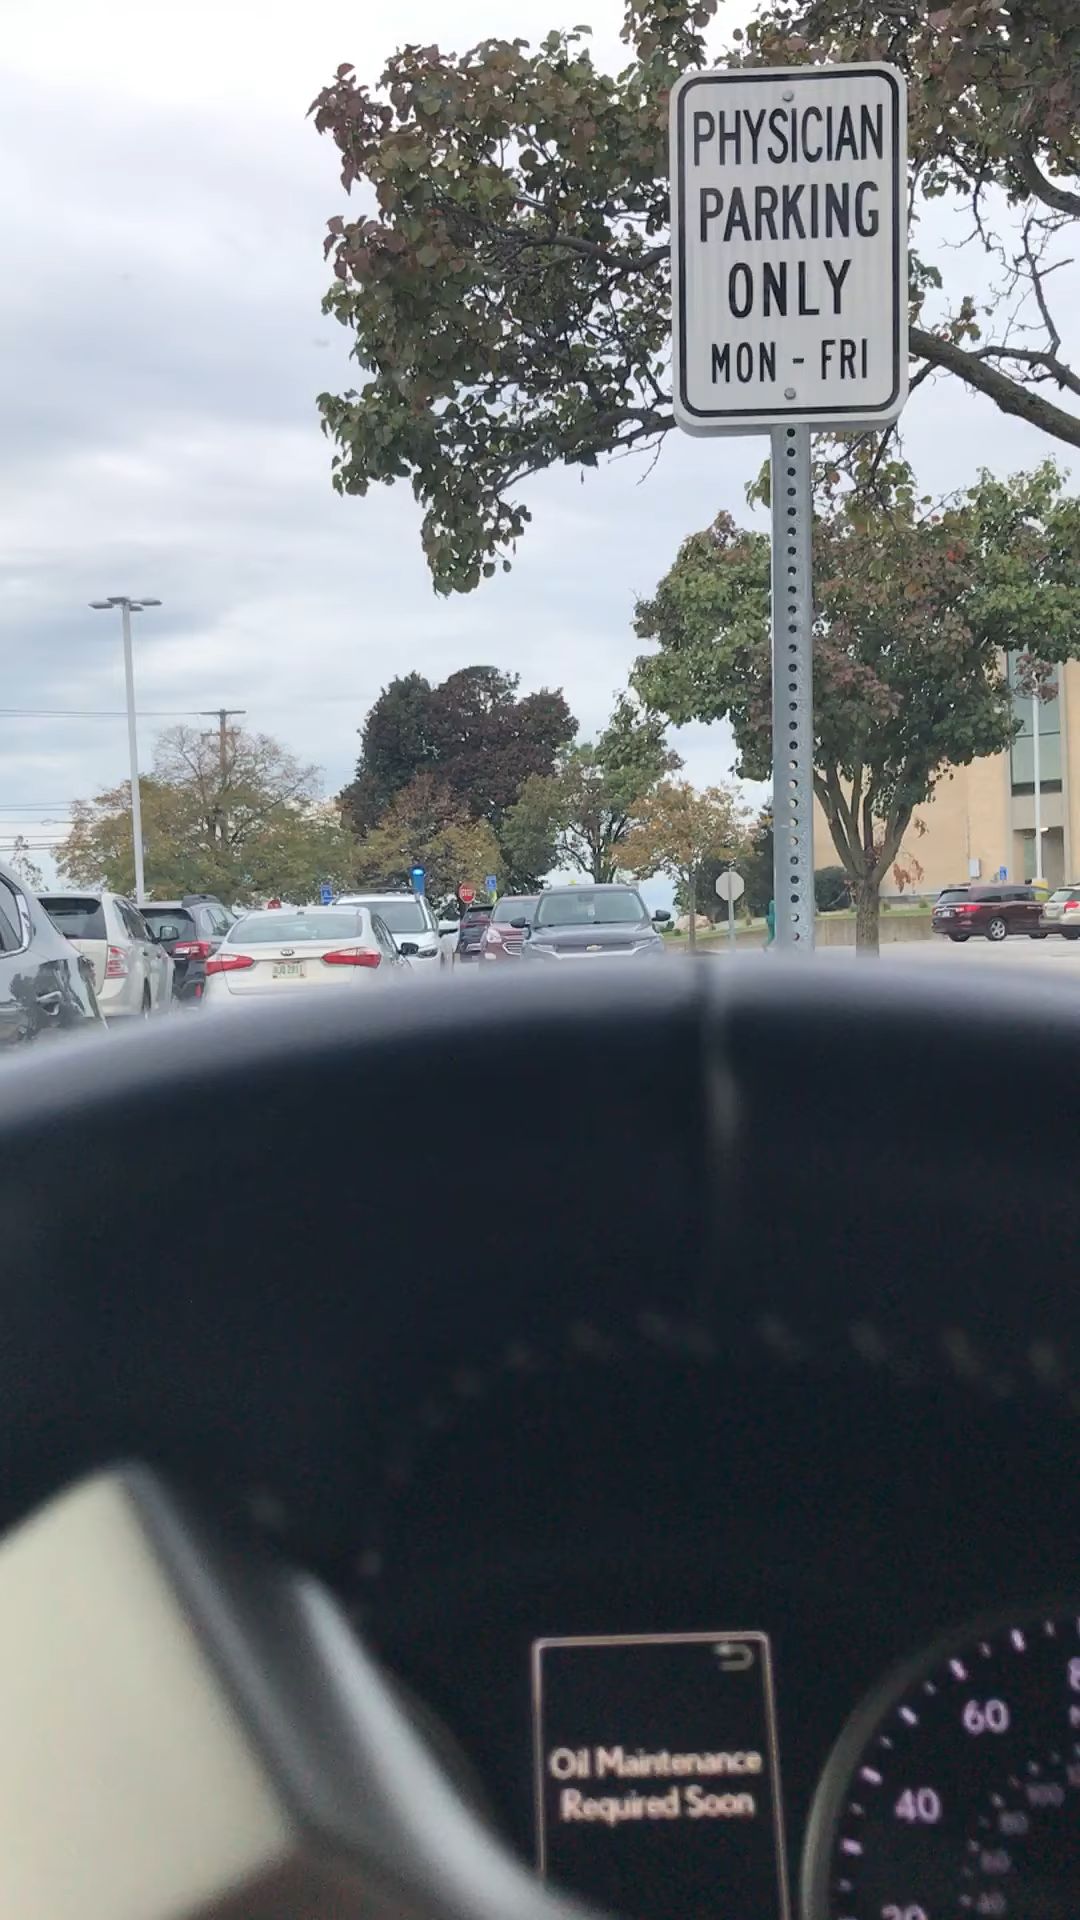 PHYSICIAN
PARKING
ONLY
MON - FRI
Oil Maintenance
Required Soon
60
40